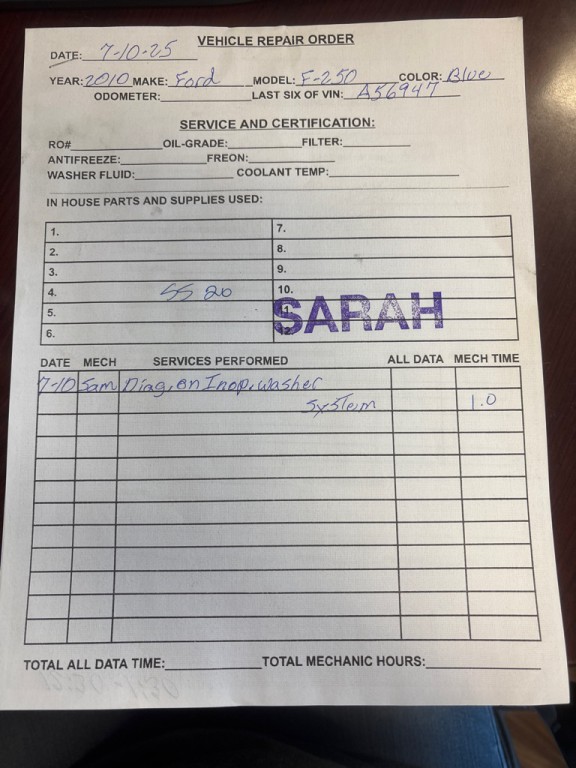 VEHICLE REPAIR ORDER
DATE: 7-10-25
YEAR: 2010 MAKE: Ford MODEL: F-250 COLOR: Blue
ODOMETER: LAST SIX OF VIN: A56947
SERVICE AND CERTIFICATION:
RO# OIL-GRADE: FILTER:
ANTIFREEZE: FREON:
WASHER FLUID: COOLANT TEMP:
IN HOUSE PARTS AND SUPPLIES USED:
1. 7.
2. 8.
3. 9.
4. SS 20 10.
5. 11.
SARAH
6. 12.
DATE MECH SERVICES PERFORMED ALL DATA MECH TIME
7-10 Sam Diag, on Inop, washer
SYSTem 1.0
TOTAL ALL DATA TIME: TOTAL MECHANIC HOURS: